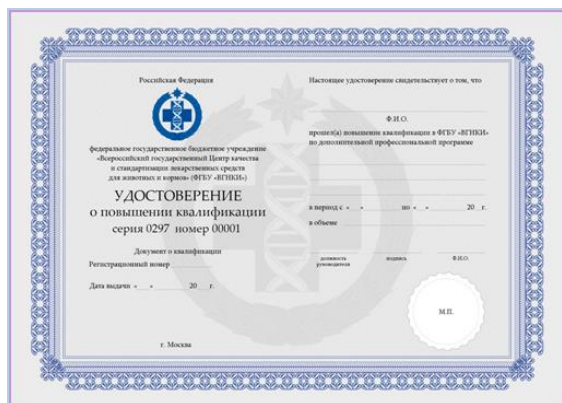 Российская Федерация
федеральное государственное бюджетное учреждение
«Всероссийский государственный Центр качества
и стандартизации лекарственных средств
для животных и кормов» (ФГБУ «ВГНКИ»)
УДОСТОВЕРЕНИЕ
о повышении квалификации
серия 0297 номер 00001
Документ о квалификации
Регистрационный номер
Дата выдачи « » 20 г.
г. Москва
Настоящее удостоверение свидетельствует о том, что
Ф.И.О.
прошел(а) повышение квалификации в ФГБУ «ВГНКИ»
по дополнительной профессиональной программе
в период с « » по « » 20 г.
в объеме
должность подпись Ф.И.О.
руководителя
М.П.